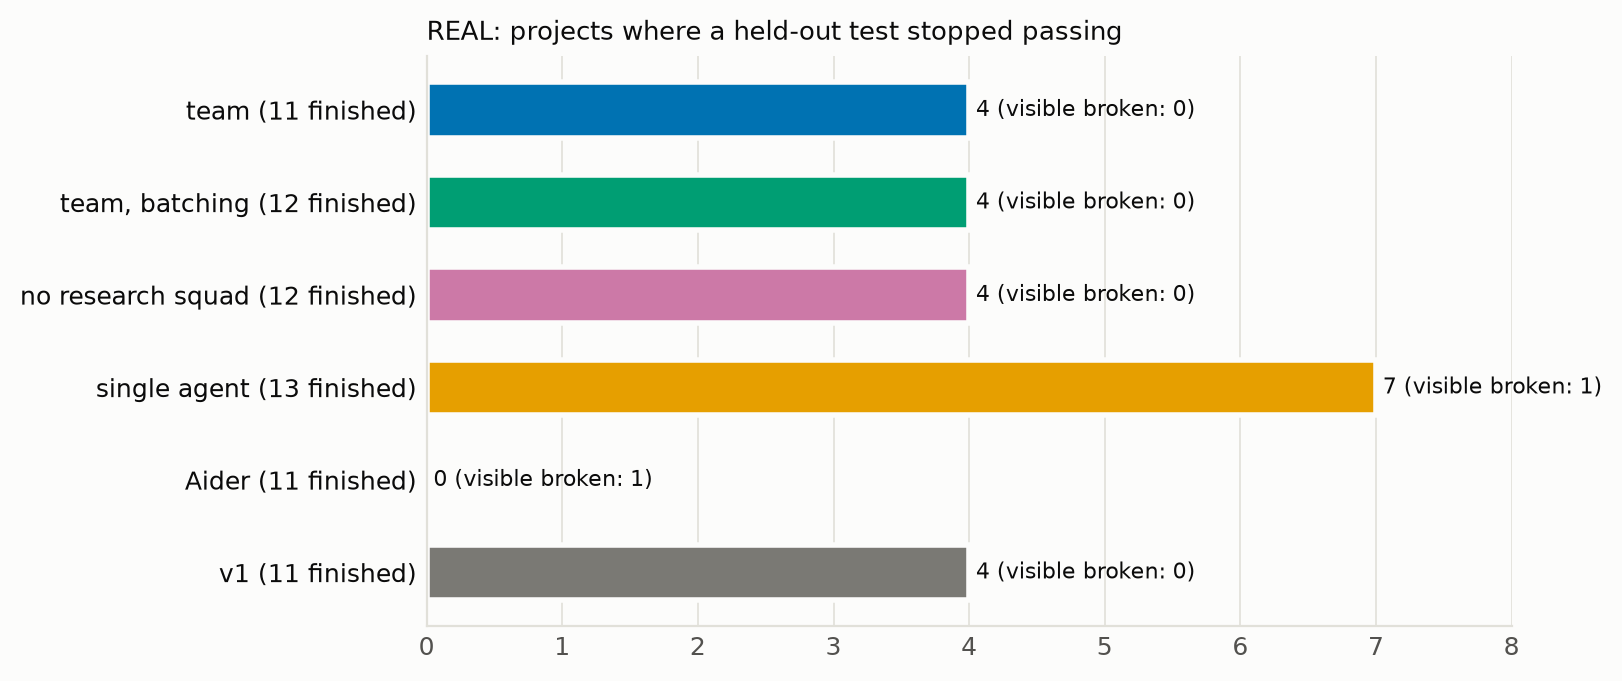 REAL: projects where a held-out test stopped passing
team (11 finished) 4 (visible broken: 0)
team, batching (12 finished) 4 (visible broken: 0)
no research squad (12 finished) 4 (visible broken: 0)
single agent (13 finished) 7 (visible broken: 1)
Aider (11 finished) 0 (visible broken: 1)
v1 (11 finished) 4 (visible broken: 0)
0 1 2 3 4 5 6 7 8